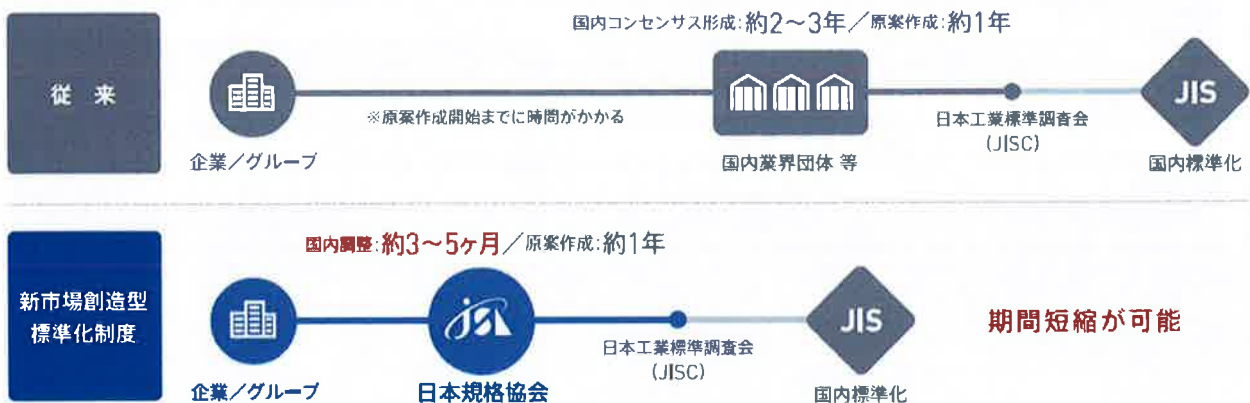 国内コンセンサス形成:約2～3年／原案作成:約1年
従 来
JIS
※原案作成開始までに時間がかかる
日本工業標準調査会
(JISC)
企業／グループ
国内業界団体 等
国内標準化
国内調整:約3～5ヶ月／原案作成:約1年
新市場創造型
標準化制度
jsa
JIS
期間短縮が可能
日本工業標準調査会
(JISC)
企業／グループ
日本規格協会
国内標準化